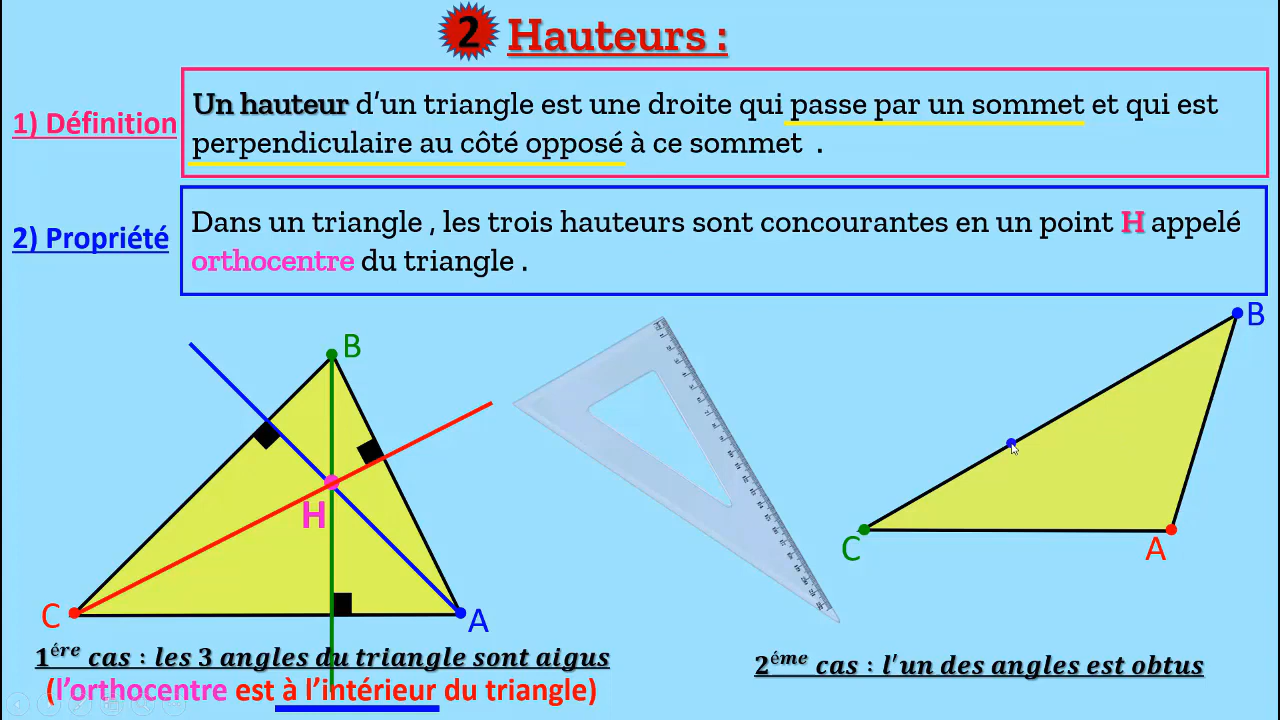 2 Hauteurs :
1) Définition
Un hauteur d’un triangle est une droite qui passe par un sommet et qui est
perpendiculaire au côté opposé à ce sommet .
2) Propriété
Dans un triangle , les trois hauteurs sont concourantes en un point H appelé
orthocentre du triangle .
B
H
C
A
B
C
A
1ére cas : les 3 angles du triangle sont aigus
(l’orthocentre est à l’intérieur du triangle)
2éme cas : l'un des angles est obtus